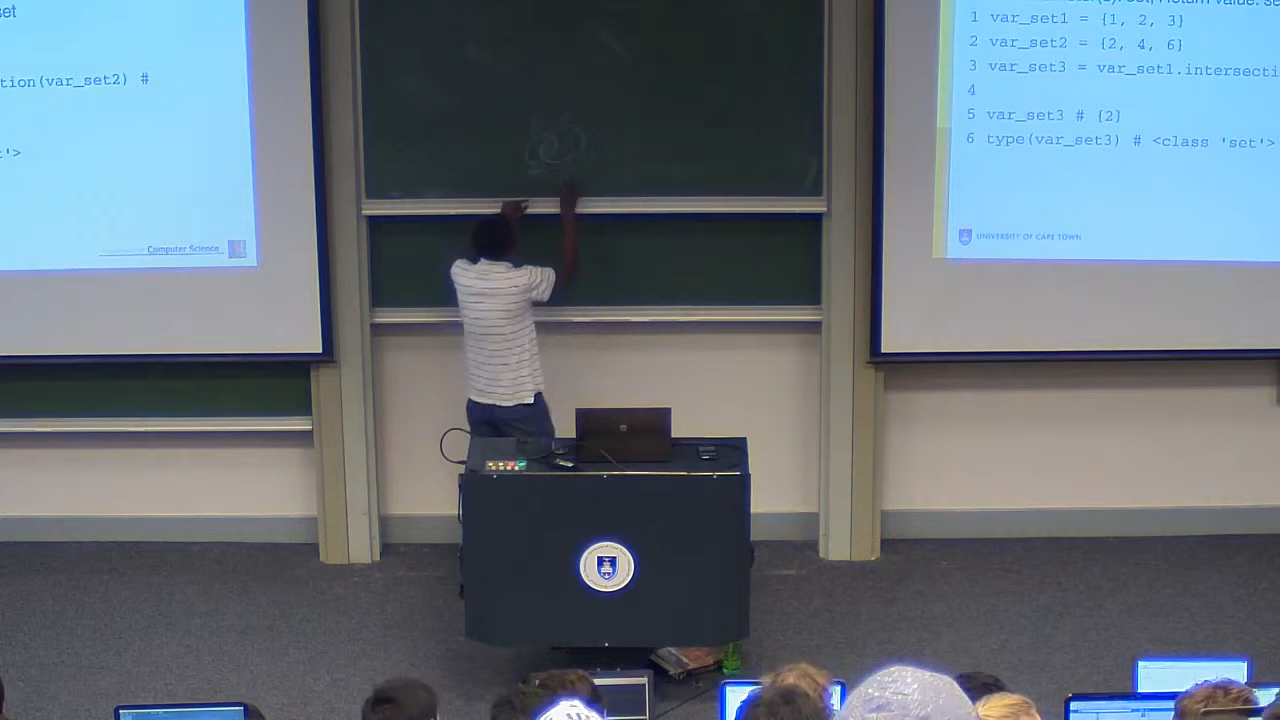 set
tion(var_set2) #
t'>
Computer Science
1 var_set1 = {1, 2, 3}
2 var_set2 = {2, 4, 6}
3 var_set3 = var_set1.intersecti
4
5 var_set3 # {2}
6 type(var_set3) # <class 'set'>
UNIVERSITY OF CAPE TOWN